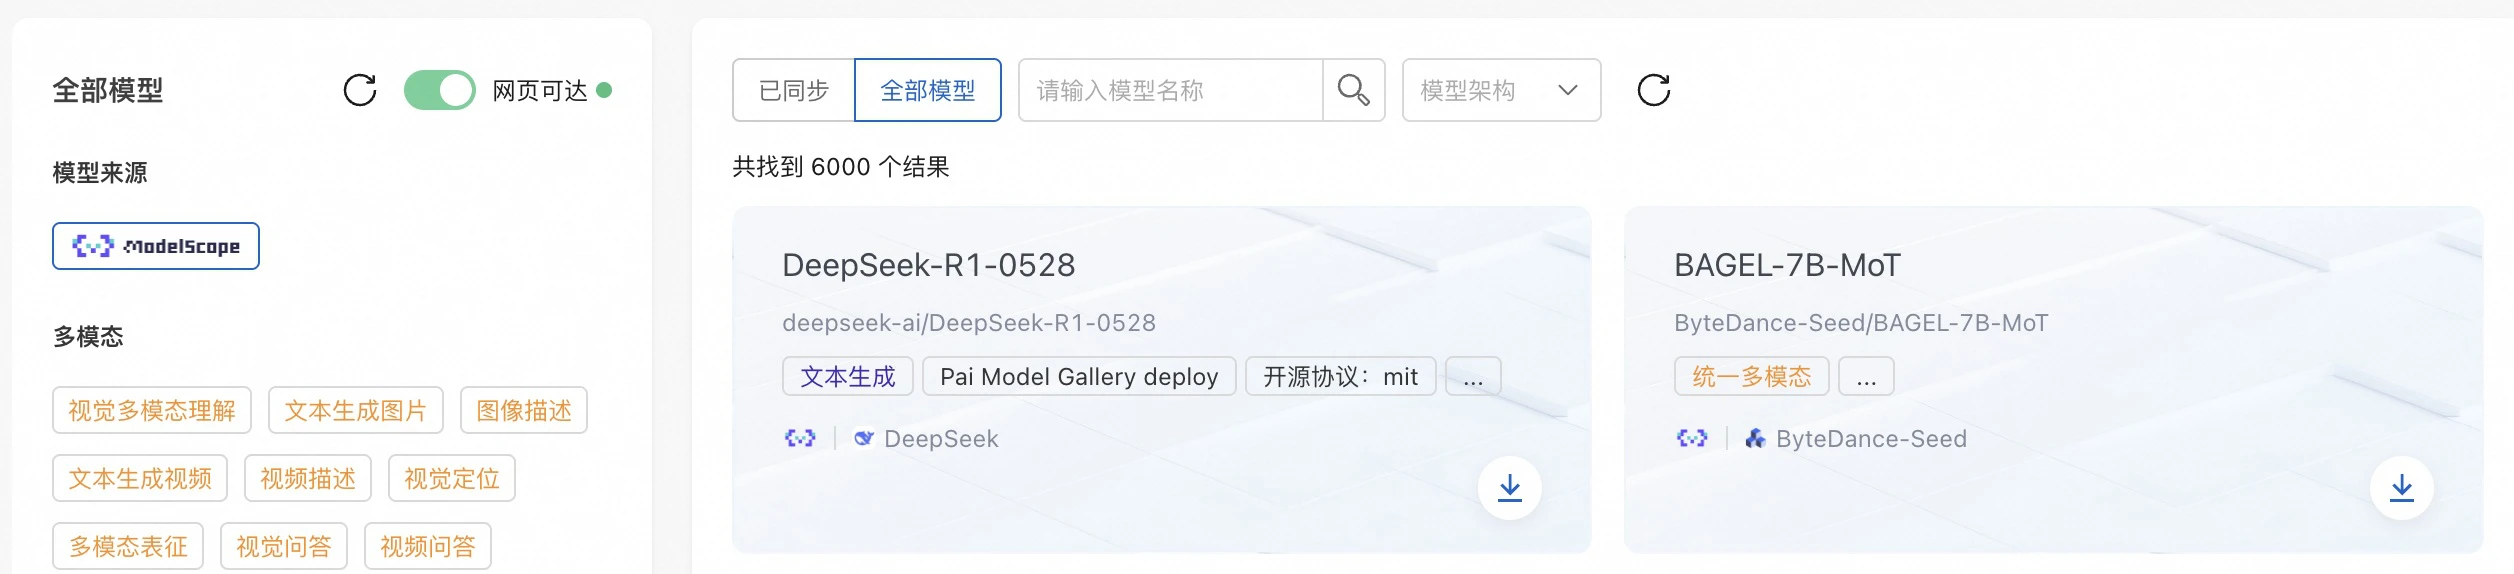 全部模型
网页可达
模型来源
ModelScope
多模态
视觉多模态理解 文本生成图片 图像描述
文本生成视频 视频描述 视觉定位
多模态表征 视觉问答 视频问答
已同步 全部模型 请输入模型名称 模型架构
共找到 6000 个结果
DeepSeek-R1-0528
deepseek-ai/DeepSeek-R1-0528
文本生成 Pai Model Gallery deploy 开源协议：mit ...
DeepSeek
BAGEL-7B-MoT
ByteDance-Seed/BAGEL-7B-MoT
统一多模态 ...
ByteDance-Seed